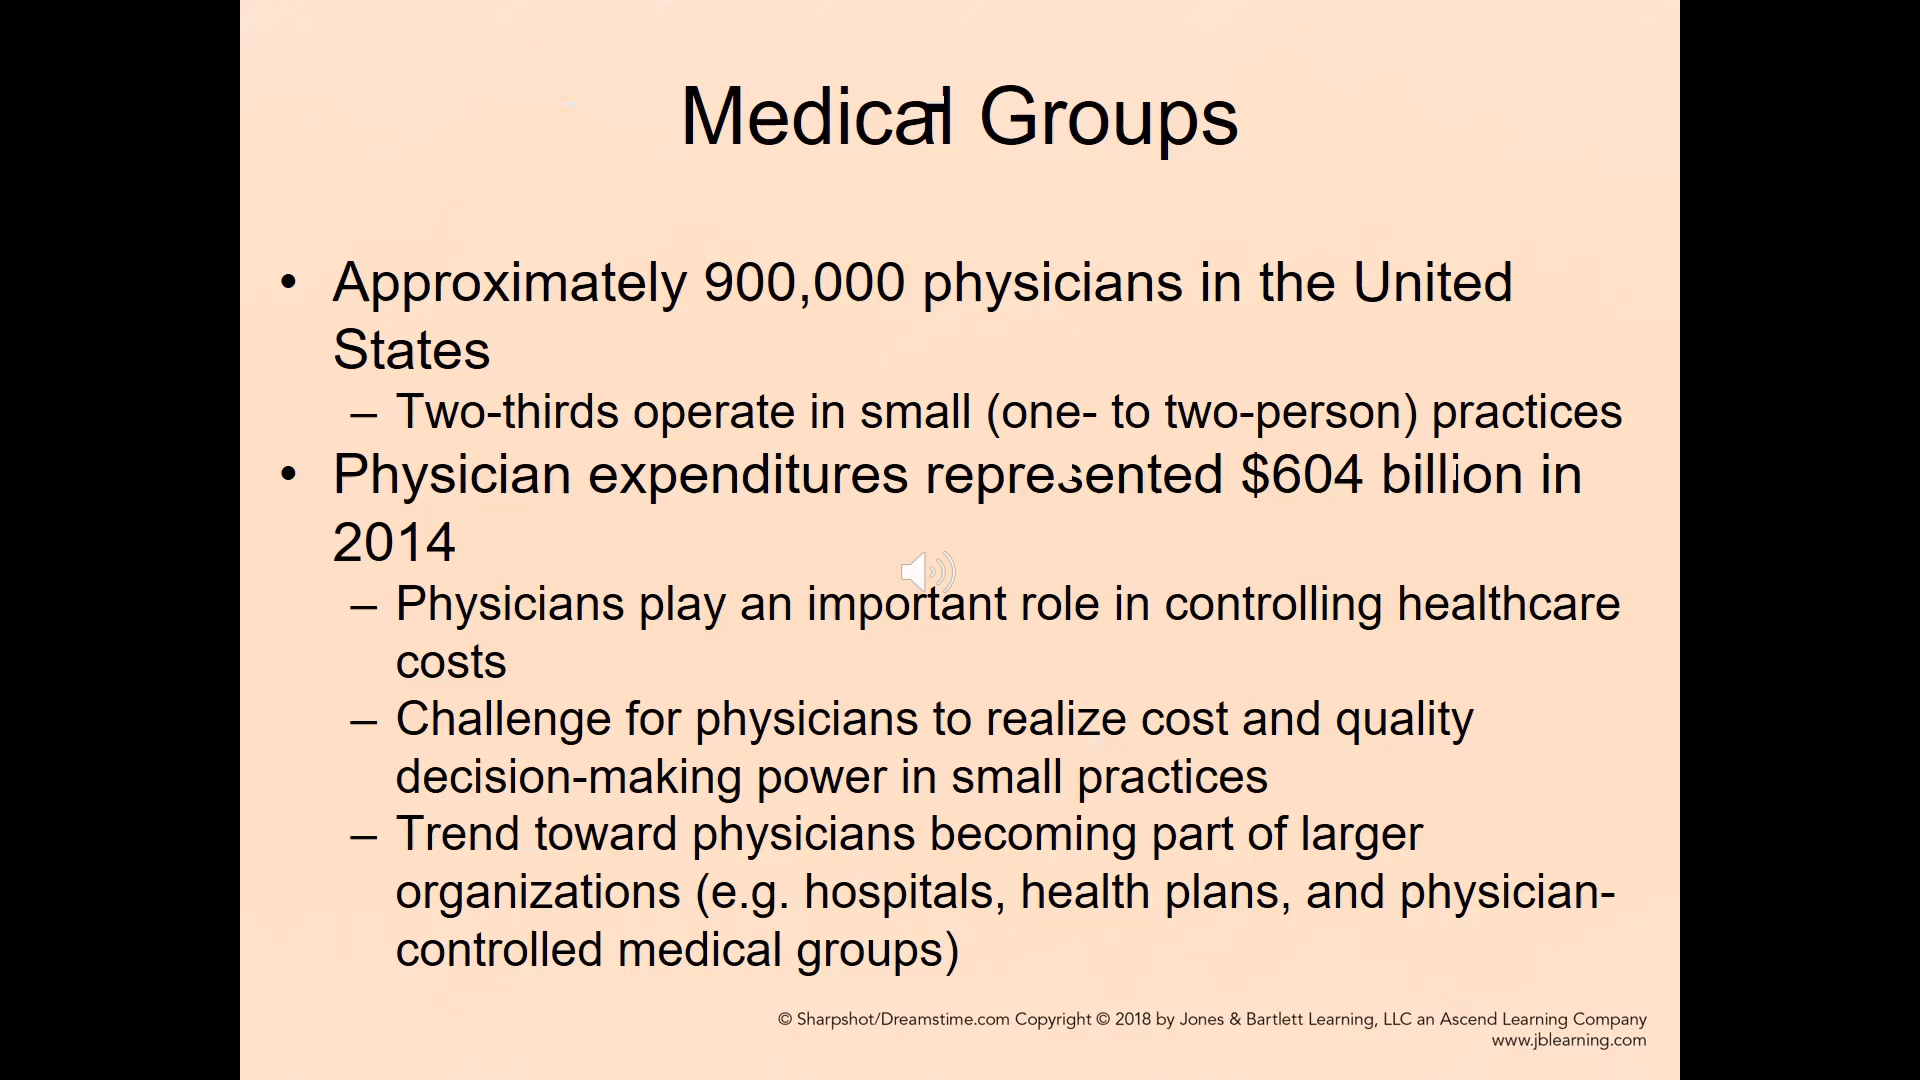 Medical Groups
• Approximately 900,000 physicians in the United
States
– Two-thirds operate in small (one- to two-person) practices
• Physician expenditures represented $604 billion in
2014
– Physicians play an important role in controlling healthcare
costs
– Challenge for physicians to realize cost and quality
decision-making power in small practices
– Trend toward physicians becoming part of larger
organizations (e.g. hospitals, health plans, and physician-
controlled medical groups)
© Sharpshot/Dreamstime.com Copyright © 2018 by Jones & Bartlett Learning, LLC an Ascend Learning Company
www.jblearning.com